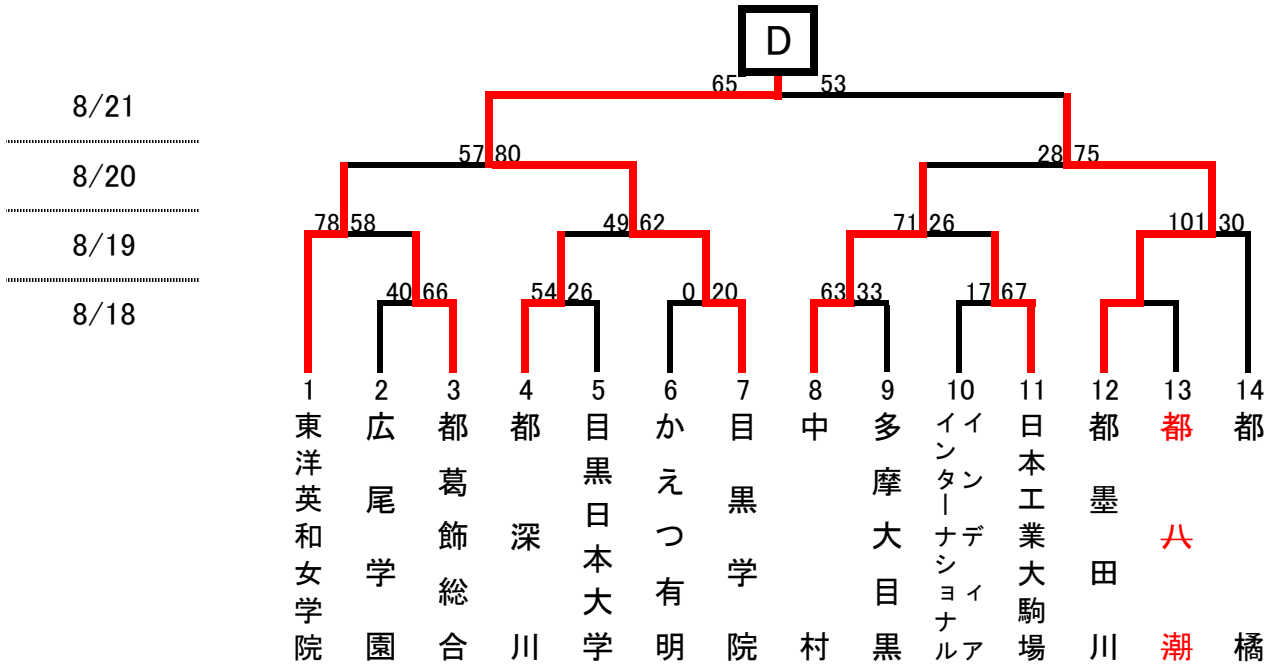 D
65 53
8/21
57 80
28 75
8/20
78 58
49 62
71 26
101 30
8/19
40 66
54 26
0 20
63 33
17 67
8/18
1 2 3 4 5 6 7 8 9 10 11 12 13 14
東洋英和女学院
広尾学園
都葛飾総合
都深川
目黒日本大学
かえつ有明
目黒学院
中村
多摩大目黒
インディア
インターナショナル
日本工業大駒場
都墨田川
都八潮
都橘